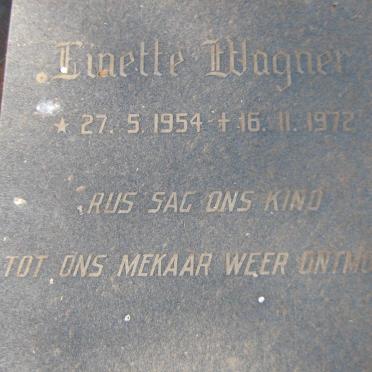 Linette Wagner
★ 27. 5. 1954 ✝ 16. 11. 1972
RUS SAG ONS KIND
TOT ONS MEKAAR WEER